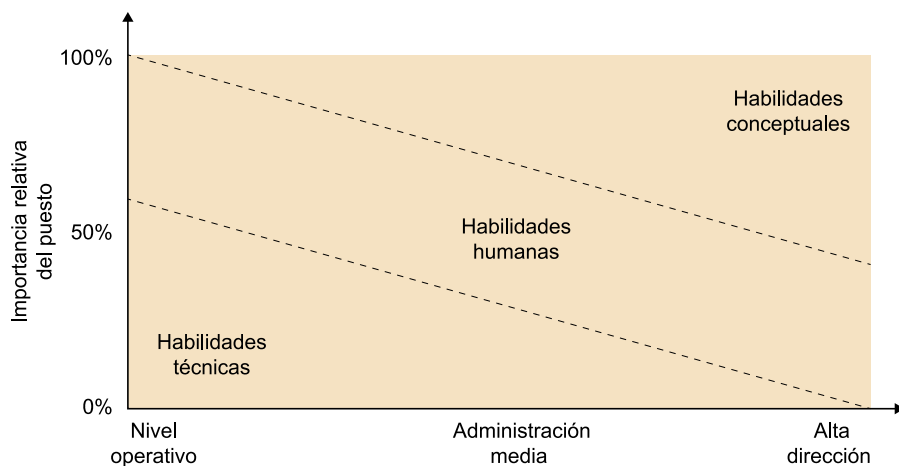 100%
Habilidades
conceptuales
Importancia relativa
del puesto
50%
Habilidades
humanas
Habilidades
técnicas
0%
Nivel
operativo
Administración
media
Alta
dirección